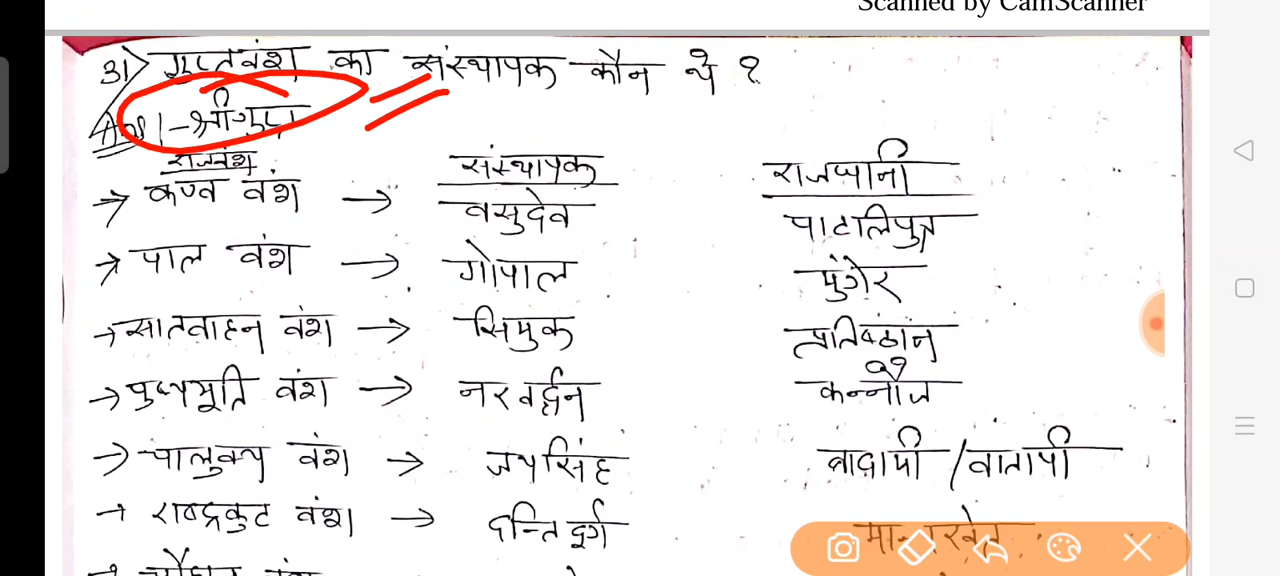 Scanned by CamScanner
31> गुप्तवंश का संस्थापक कौन थे ?
Ans1- श्रीगुप्त
राजवंश संस्थापक राजधानी
→ कण्व वंश → वसुदेव पाटलिपुत्र
→ पाल वंश → गोपाल मुंगेर
→ सातवाहन वंश → सिमुक प्रतिष्ठान
→ पुष्यभूति वंश → नरवर्द्धन कन्नौज
→ चालुक्य वंश → जयसिंह बादामी / वातापी
→ राष्ट्रकुट वंश → दन्तिदुर्ग